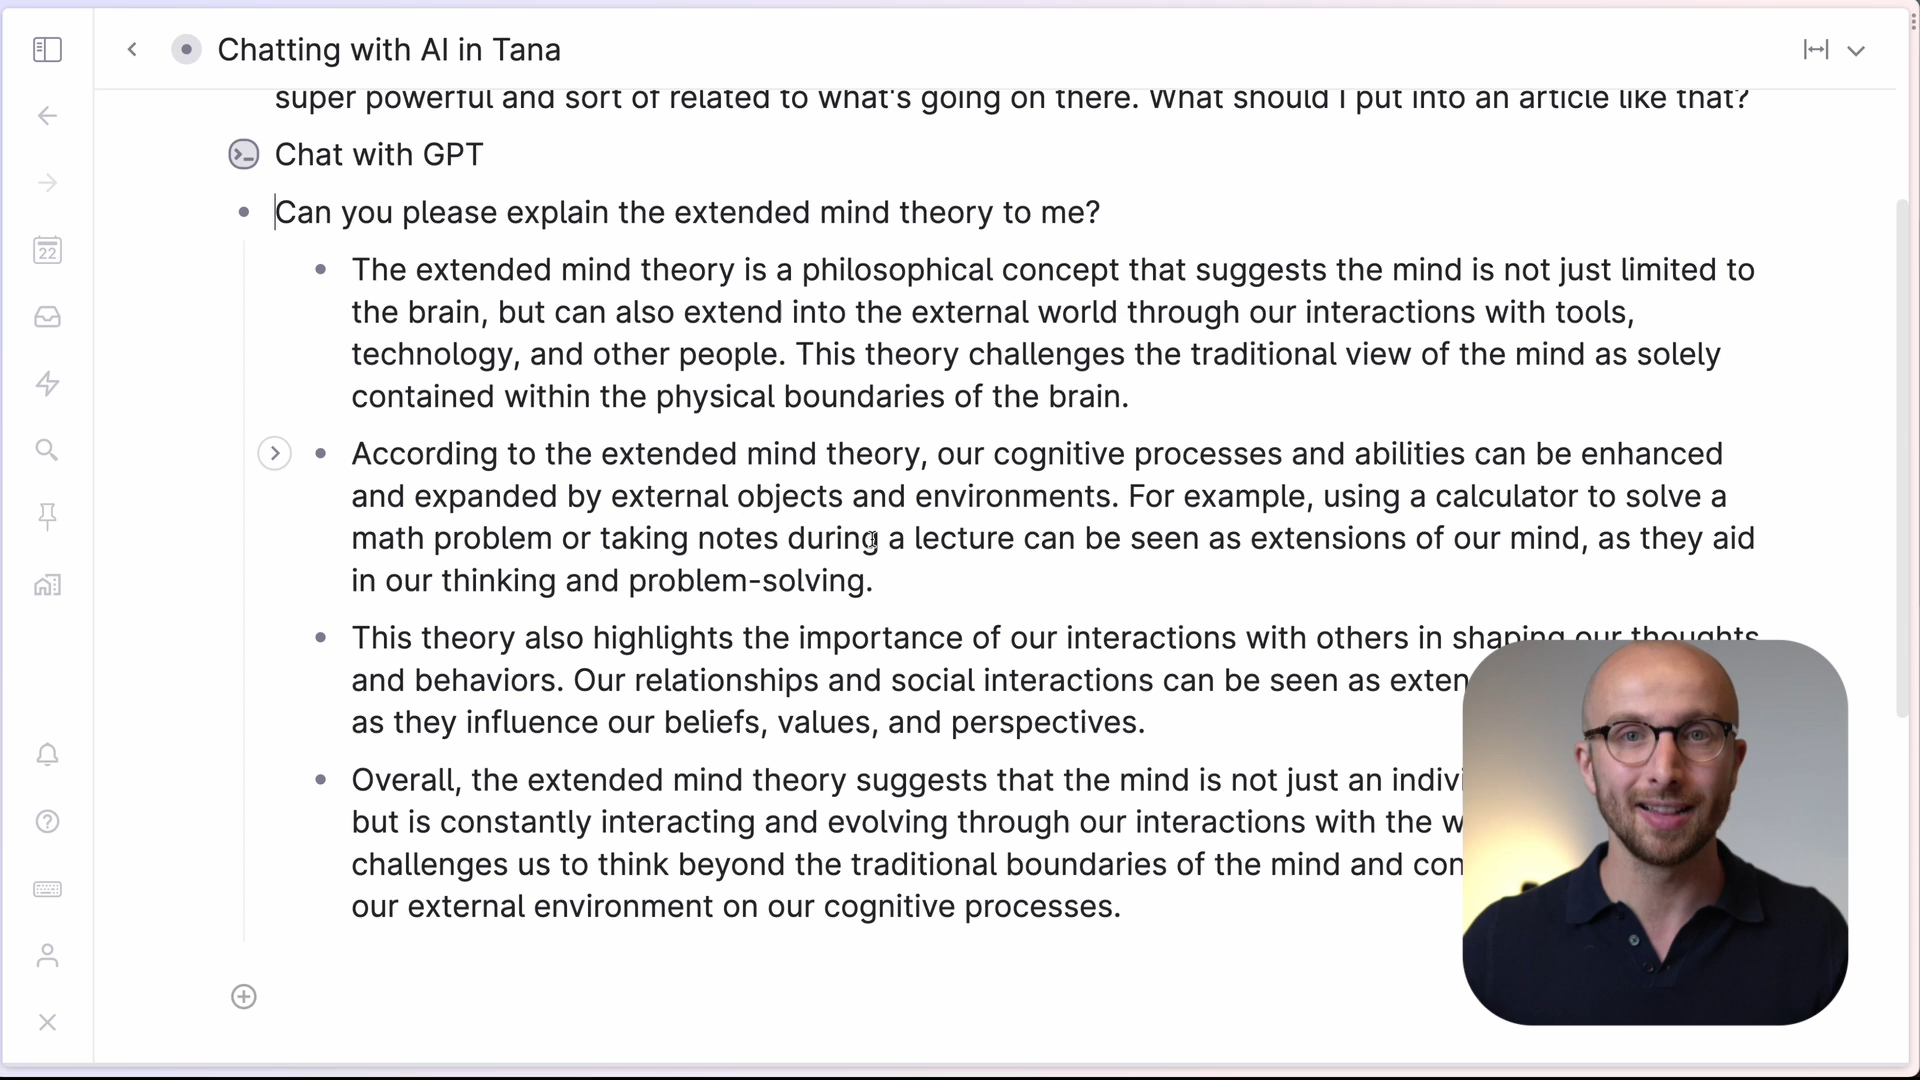 Chatting with AI in Tana
super powerful and sort of related to what's going on there. What should I put into an article like that?
Chat with GPT
Can you please explain the extended mind theory to me?
The extended mind theory is a philosophical concept that suggests the mind is not just limited to
the brain, but can also extend into the external world through our interactions with tools,
technology, and other people. This theory challenges the traditional view of the mind as solely
contained within the physical boundaries of the brain.
According to the extended mind theory, our cognitive processes and abilities can be enhanced
and expanded by external objects and environments. For example, using a calculator to solve a
math problem or taking notes during a lecture can be seen as extensions of our mind, as they aid
in our thinking and problem-solving.
This theory also highlights the importance of our interactions with others in shaping our thoughts
and behaviors. Our relationships and social interactions can be seen as exten
as they influence our beliefs, values, and perspectives.
Overall, the extended mind theory suggests that the mind is not just an indivi
but is constantly interacting and evolving through our interactions with the w
challenges us to think beyond the traditional boundaries of the mind and con
our external environment on our cognitive processes.
22